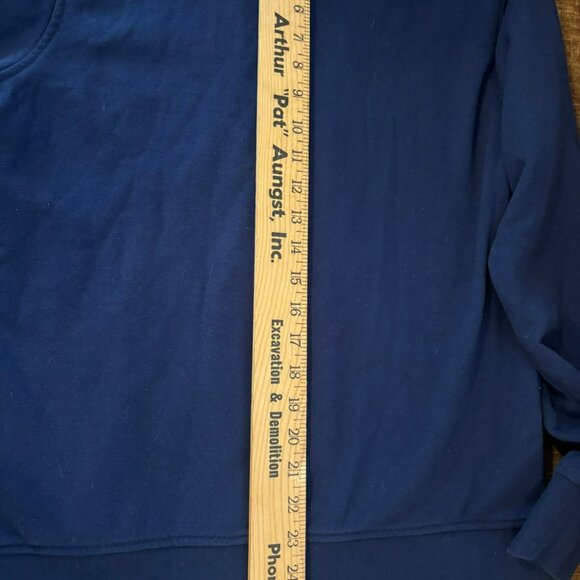 Arthur "Pat" Aungst, Inc. Excavation & Demolition Phon
6 7 8 9 10 11 12 13 14 15 16 17 18 19 20 21 22 23 24